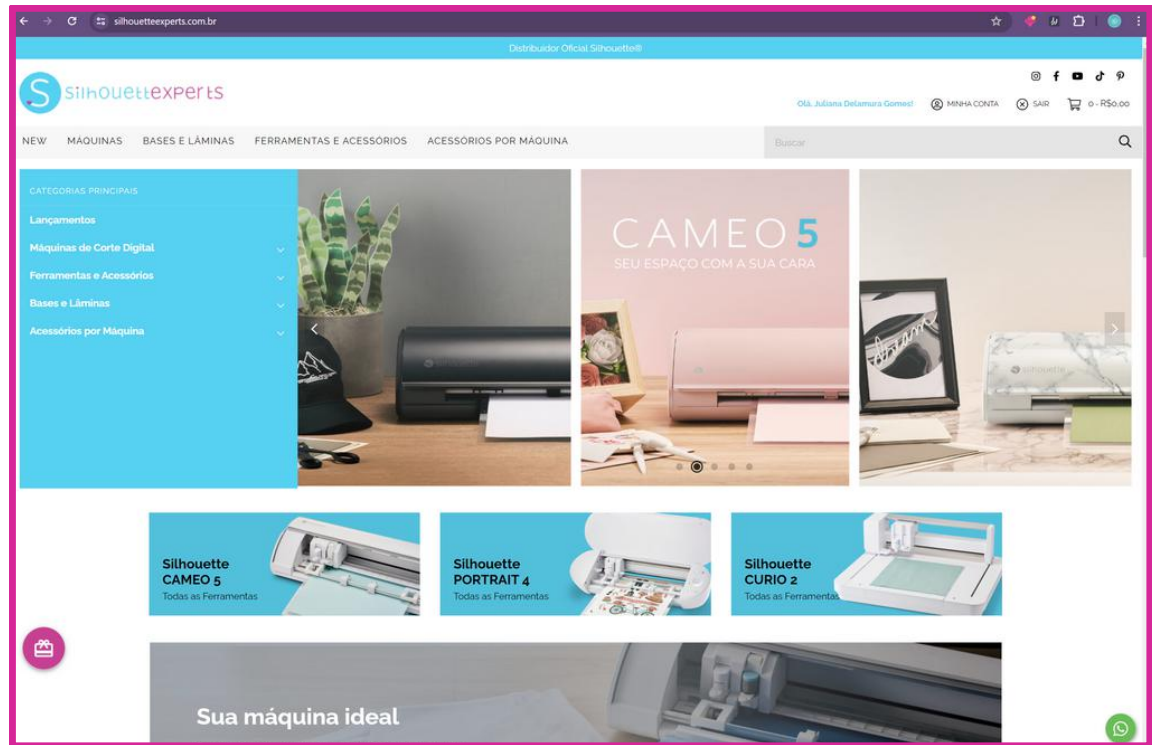 silhouetteexperts.com.br
Distribuidor Oficial Silhouette®
silhouettexperts
Olá, Juliana Delamura Gomes! MINHA CONTA SAIR 0 - R$0,00
NEW MÁQUINAS BASES E LÂMINAS FERRAMENTAS E ACESSÓRIOS ACESSÓRIOS POR MÁQUINA Buscar
CATEGORIAS PRINCIPAIS
Lançamentos
Máquinas de Corte Digital
Ferramentas e Acessórios
Bases e Lâminas
Acessórios por Máquina
CAMEO 5
SEU ESPAÇO COM A SUA CARA
silhouette
dream
silhouette
Silhouette
CAMEO 5
Todas as Ferramentas
Silhouette
PORTRAIT 4
Todas as Ferramentas
Silhouette
CURIO 2
Todas as Ferramentas
Sua máquina ideal